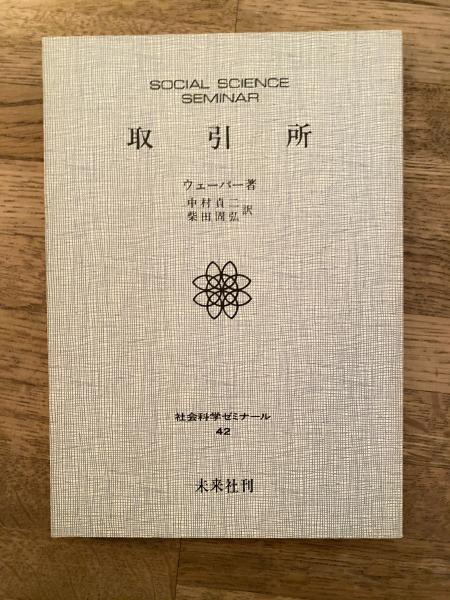 SOCIAL SCIENCE
SEMINAR
取引所
ウェーバー著
中村貞二
柴田固弘訳
社会科学ゼミナール
42
未来社刊